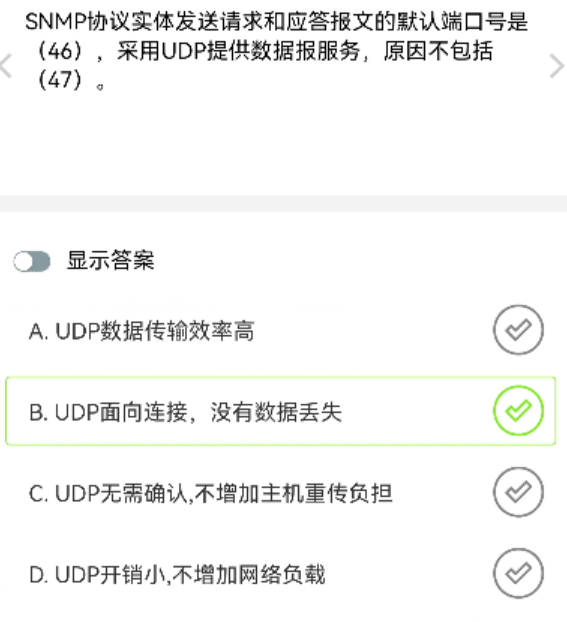 SNMP协议实体发送请求和应答报文的默认端口号是
（46），采用UDP提供数据报服务，原因不包括
（47）。
显示答案
A. UDP数据传输效率高
B. UDP面向连接，没有数据丢失
C. UDP无需确认,不增加主机重传负担
D. UDP开销小,不增加网络负载